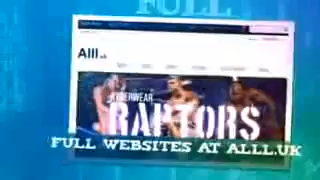 FULL
Alll.uk
UNDERWEAR
RAPTORS
FULL WEBSITES AT ALLL.UK